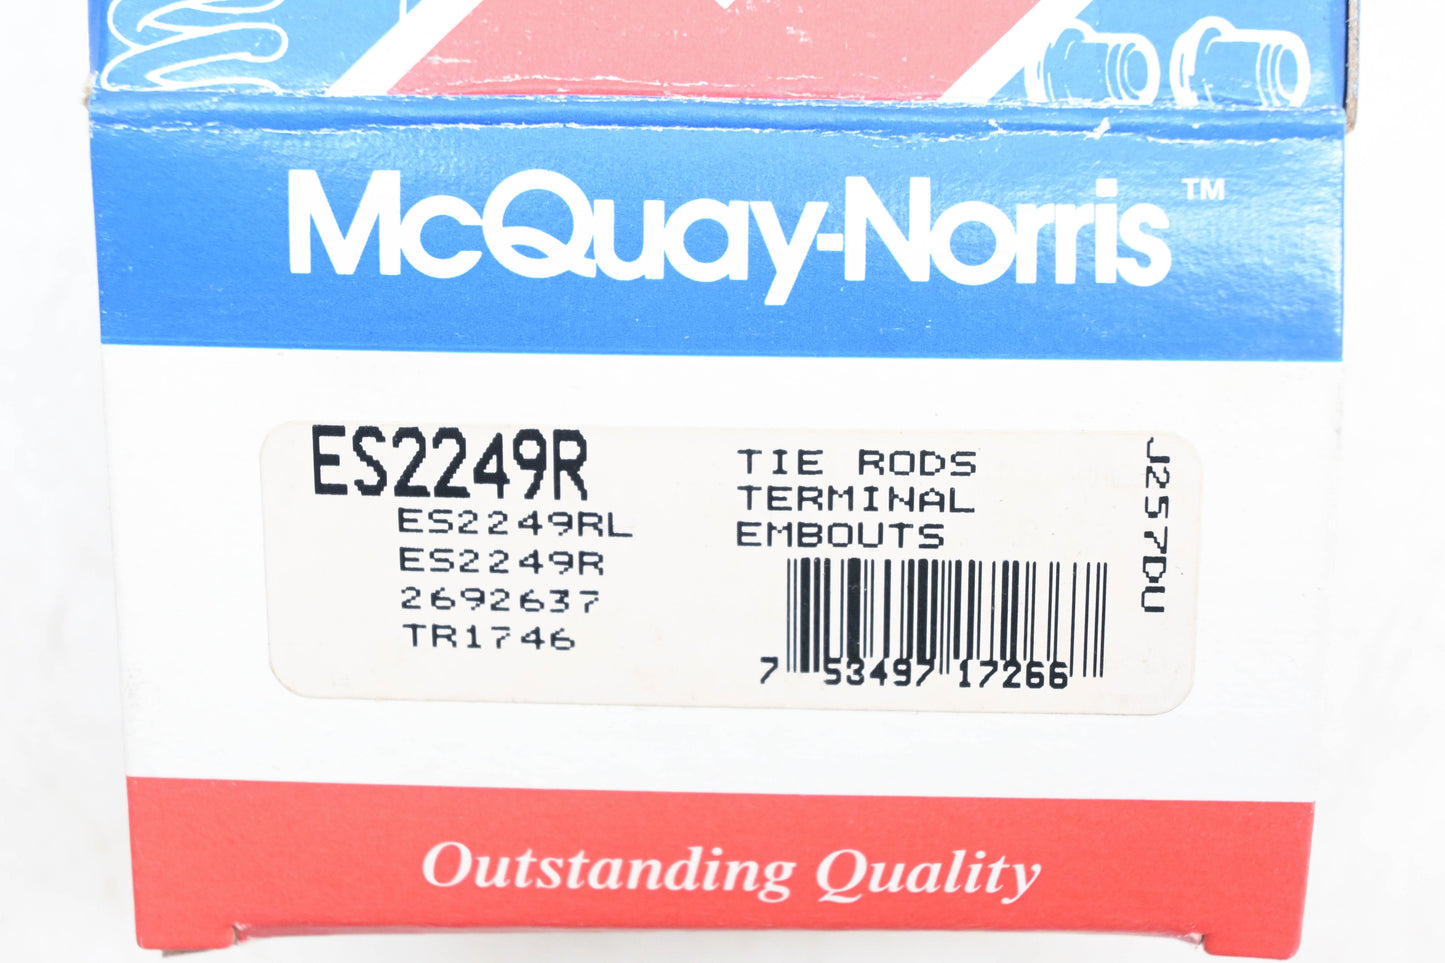 McQuay-Norris™
ES2249R
ES2249RL
ES2249R
2692637
TR1746
TIE RODS
TERMINAL
EMBOUTS
7 53497 17266
J257DU
Outstanding Quality